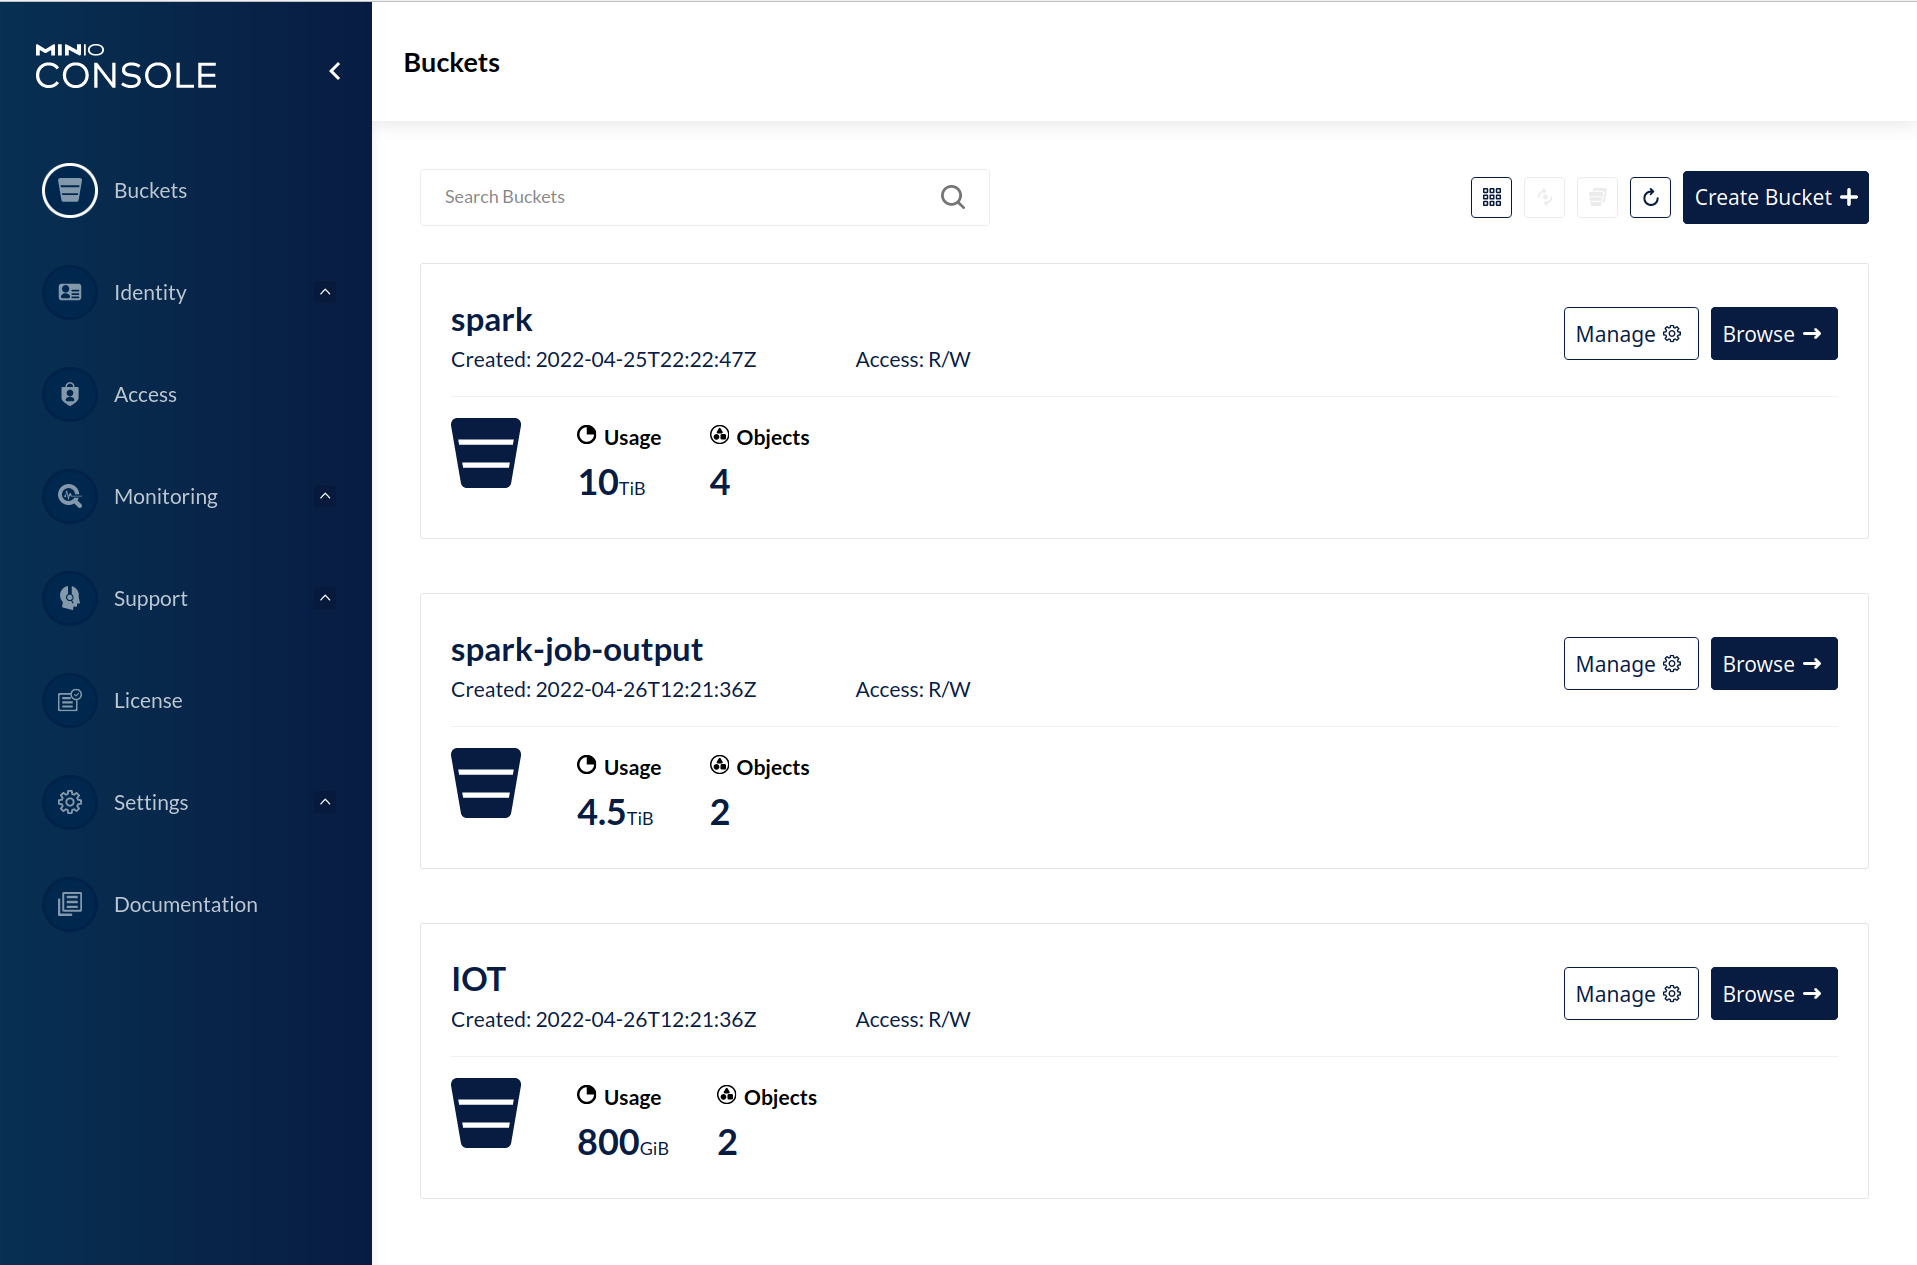 MINIO
CONSOLE
Buckets
Identity
Access
Monitoring
Support
License
Settings
Documentation
Buckets
Search Buckets
Create Bucket
spark
Created: 2022-04-25T22:22:47Z Access: R/W
Manage Browse
Usage Objects
10TiB 4
spark-job-output
Created: 2022-04-26T12:21:36Z Access: R/W
Manage Browse
Usage Objects
4.5TiB 2
IOT
Created: 2022-04-26T12:21:36Z Access: R/W
Manage Browse
Usage Objects
800GiB 2